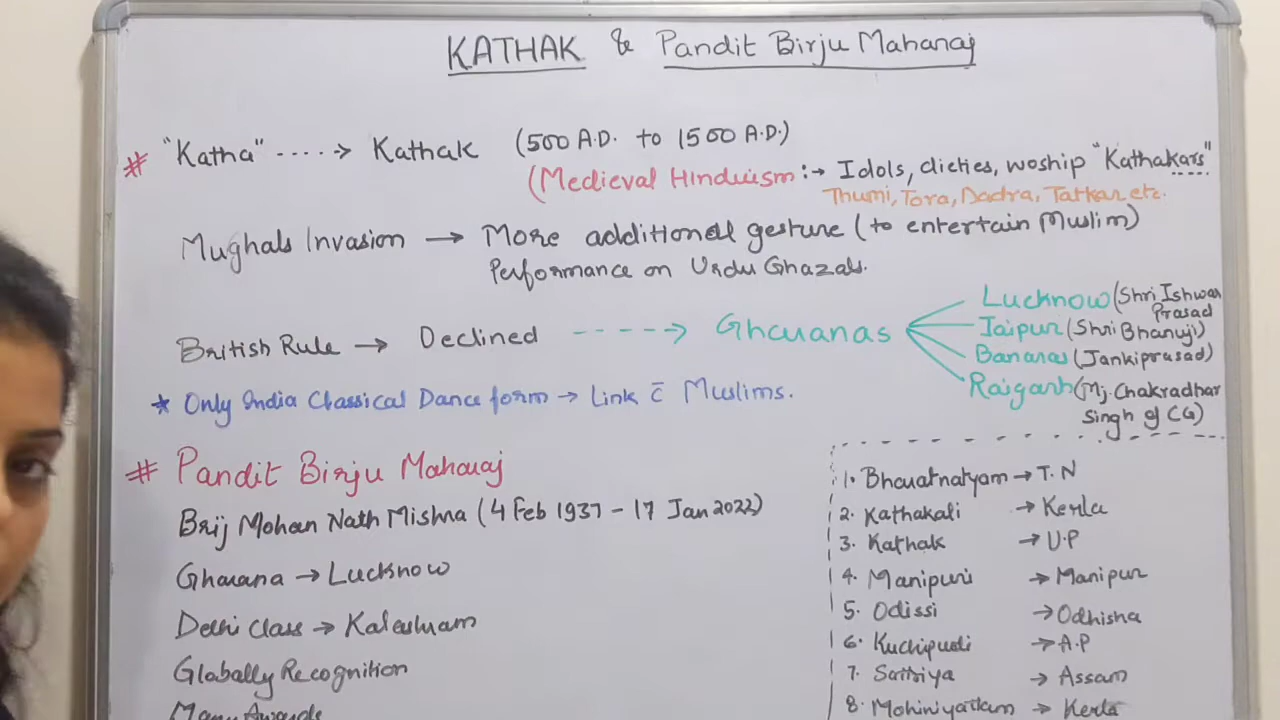 KATHAK & Pandit Birju Maharaj
# "Katha" ----> Kathak (500 A.D. to 1500 A.D.)
(Medieval Hinduism :→ Idols, dieties, woship "Kathakars"
Thumi, Tora, Dadra, Tatkar etc.
Mughals Invasion → More additional gesture (to entertain Muslim)
Performance on Urdu Ghazals.
British Rule → Declined ----> Gharanas
Lucknow (Shri Ishwar Prasad
Jaipur (Shri Bhanuji)
Banaras (Jankiprasad)
Raigarh (Mj. Chakradhar
Singh of CG)
* Only India Classical Dance form → Link c̄ Muslims.
# Pandit Birju Maharaj
Brij Mohan Nath Mishra (4 Feb 1937 - 17 Jan 2022)
Gharana → Lucknow
Delhi Class → Kalashram
Globally Recognition
Many Awards
1. Bharatnatyam → T.N
2. Kathakali → Kerla
3. Kathak → U.P
4. Manipuri → Manipur
5. Odissi → Odhisha
6. Kuchipudi → A.P
7. Sattriya → Assam
8. Mohiniyattam → Kerla